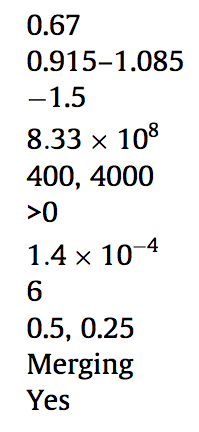 0.67
0.915–1.085
−1.5
8.33 × 10⁸
400, 4000
>0
1.4 × 10⁻⁴
6
0.5, 0.25
Merging
Yes